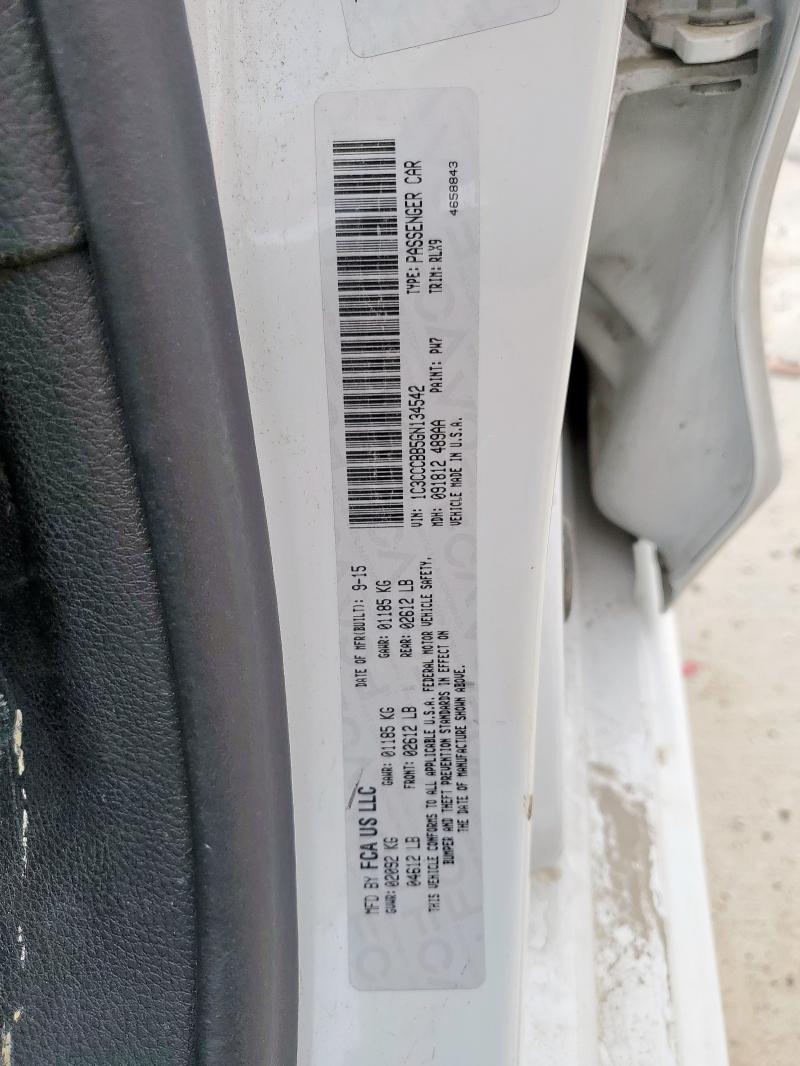 MFD BY FCA US LLC
DATE OF MFR(BUILT): 9-15
GVWR: 02092 KG
04612 LB
GAWR: 01185 KG
FRONT: 02612 LB
GAWR: 01185 KG
REAR: 02612 LB
THIS VEHICLE CONFORMS TO ALL APPLICABLE U.S.A. FEDERAL MOTOR VEHICLE SAFETY,
BUMPER AND THEFT PREVENTION STANDARDS IN EFFECT ON
THE DATE OF MANUFACTURE SHOWN ABOVE.
VIN: 1C3CCCBB5GN134542
TYPE: PASSENGER CAR
MDH: 091812 489AA
PAINT: PW7
TRIM: RLX9
VEHICLE MADE IN U.S.A.
4658843